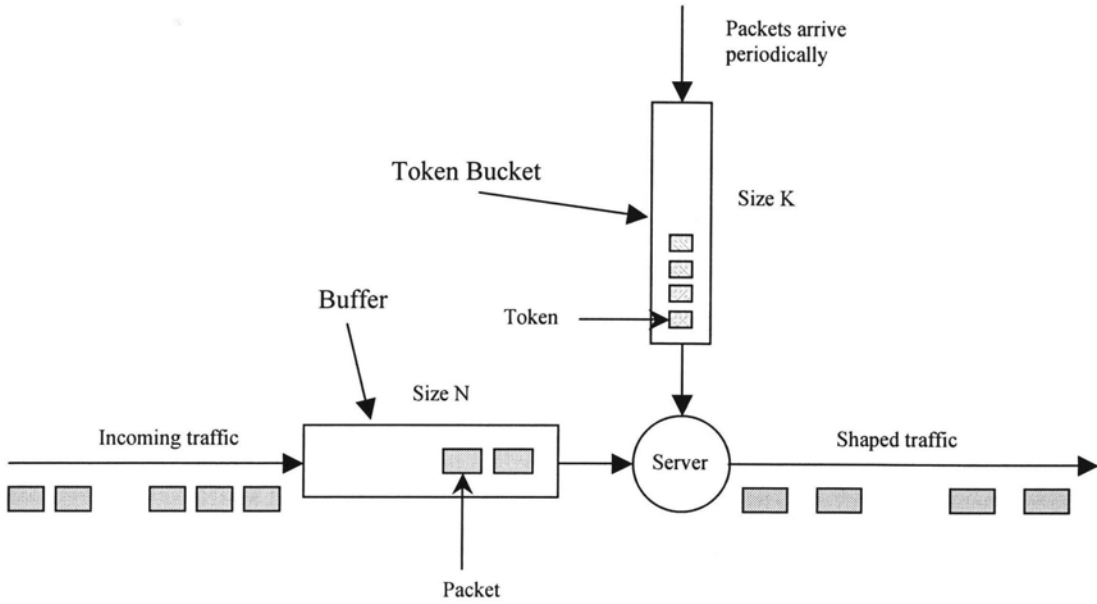 Packets arrive
periodically
Token Bucket
Size K
Buffer
Token
Size N
Incoming traffic
Server
Shaped traffic
Packet